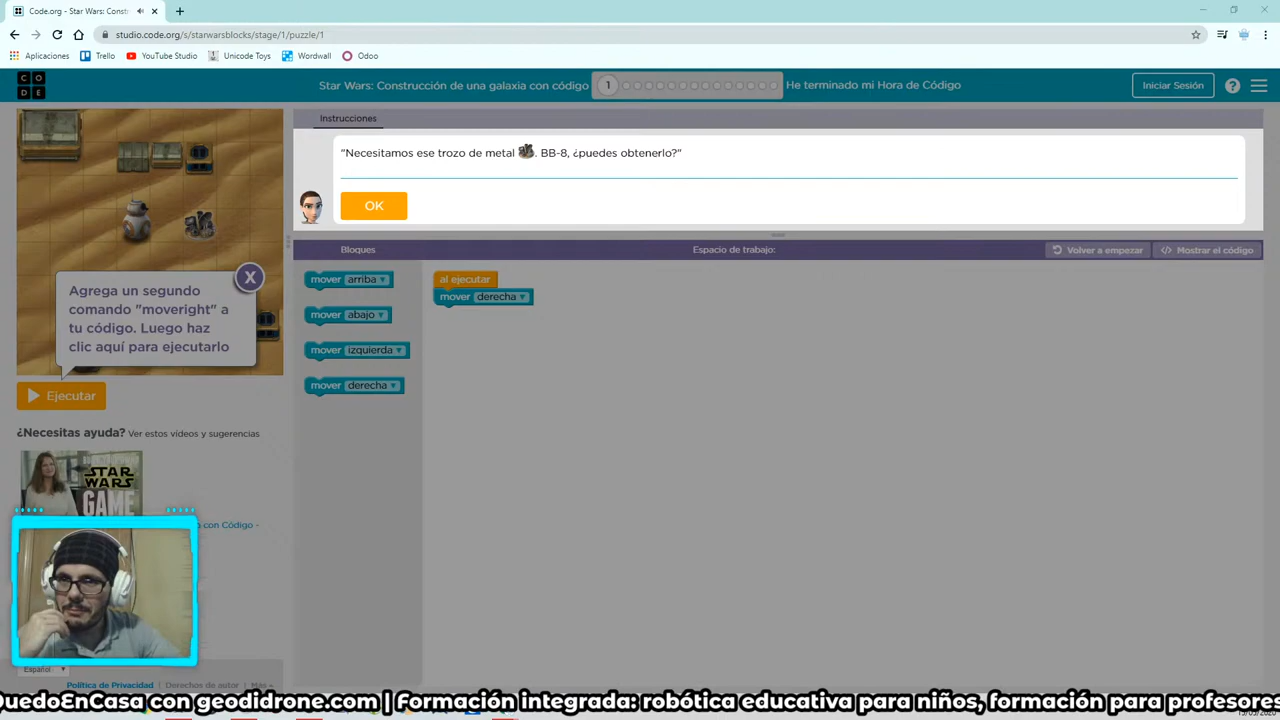 Code.org - Star Wars: Constr
studio.code.org/s/starwarsblocks/stage/1/puzzle/1
Aplicaciones
Trello
YouTube Studio
Unicode Toys
Wordwall
Odoo
C O
D E
Star Wars: Construcción de una galaxia con código
1
He terminado mi Hora de Código
Iniciar Sesión
?
Instrucciones
"Necesitamos ese trozo de metal . BB-8, ¿puedes obtenerlo?"
OK
Bloques
Espacio de trabajo:
Volver a empezar
Mostrar el código
mover arriba
mover abajo
mover izquierda
mover derecha
al ejecutar
mover derecha
X
Agrega un segundo
comando "moveright" a
tu código. Luego haz
clic aquí para ejecutarlo
Ejecutar
¿Necesitas ayuda? Ver estos videos y sugerencias
STAR
WARS
GAME
o con Código -
Español
Política de Privacidad
Derechos de autor
Más
QuedoEnCasa con geodidrone.com | Formación integrada: robótica educativa para niños, formación para profesores